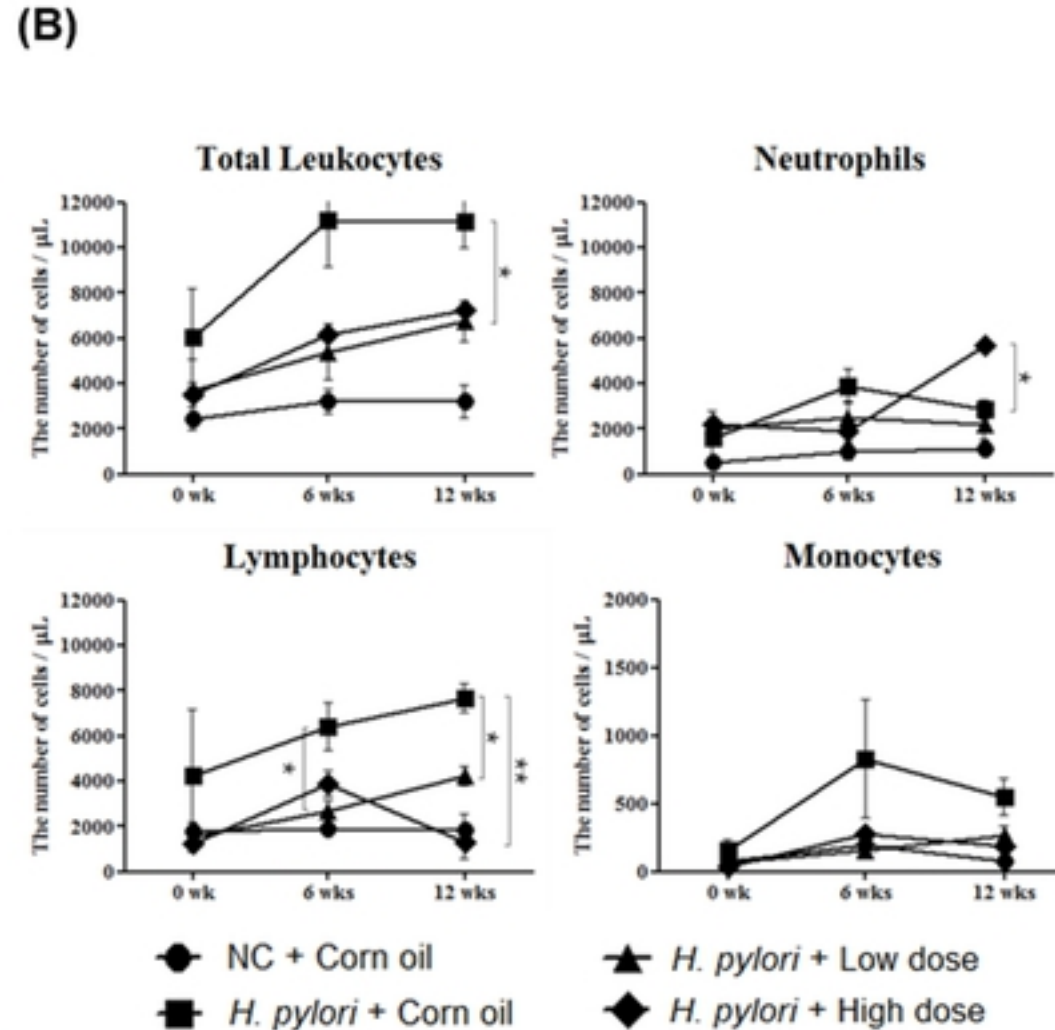 (B)
Total Leukocytes
The number of cells / µL
12000
10000
8000
6000
4000
2000
0
0 wk 6 wks 12 wks
*
Neutrophils
The number of cells / µL
12000
10000
8000
6000
4000
2000
0
0 wk 6 wks 12 wks
*
Lymphocytes
The number of cells / µL
12000
10000
8000
6000
4000
2000
0
0 wk 6 wks 12 wks
*
*
**
Monocytes
The number of cells / µL
2000
1500
1000
500
0
0 wk 6 wks 12 wks
NC + Corn oil
H. pylori + Low dose
H. pylori + Corn oil
H. pylori + High dose